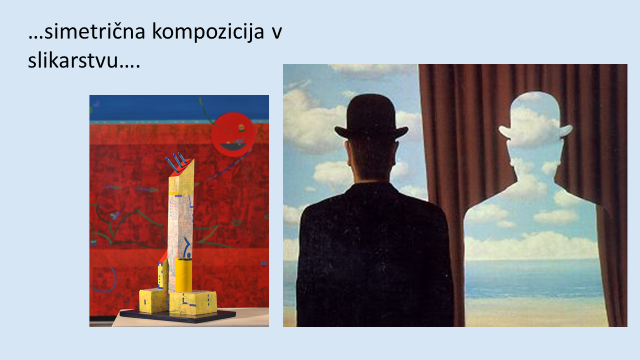 …simetrična kompozicija v
slikarstvu….